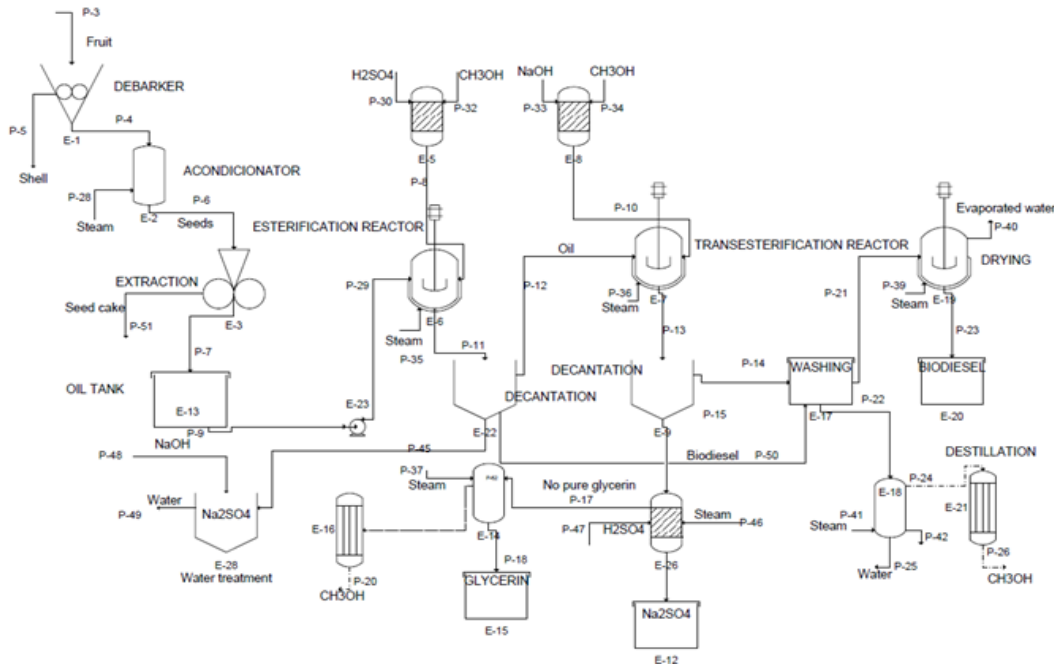 P-3
Fruit
DEBARKER
P-5
P-4
E-1
Shell
ACONDICIONATOR
P-28
Steam
P-6
E-2
Seeds
EXTRACTION
Seed cake
P-51
E-3
P-7
OIL TANK
E-13
P-9
E-23
H2SO4
CH3OH
P-30
P-32
E-5
P-8
ESTERIFICATION REACTOR
P-29
E-6
Steam
P-35
P-11
DECANTATION
E-22
P-12
Oil
NaOH
CH3OH
P-33
P-34
E-8
P-10
TRANSESTERIFICATION REACTOR
P-36
E-7
Steam
P-13
DECANTATION
P-14
P-15
E-9
WASHING
E-17
P-21
P-22
Evaporated water
P-40
DRYING
P-39
E-19
Steam
P-23
BIODIESEL
E-20
NaOH
P-48
P-45
Water
P-49
Na2SO4
E-28
Water treatment
Biodiesel
P-50
P-37
Steam
E-14
E-16
P-20
CH3OH
P-18
GLYCERIN
E-15
No pure glycerin
P-17
P-47
H2SO4
Steam
P-46
E-26
Na2SO4
E-12
DESTILLATION
P-24
E-18
E-21
P-41
Steam
P-42
Water
P-25
P-26
CH3OH